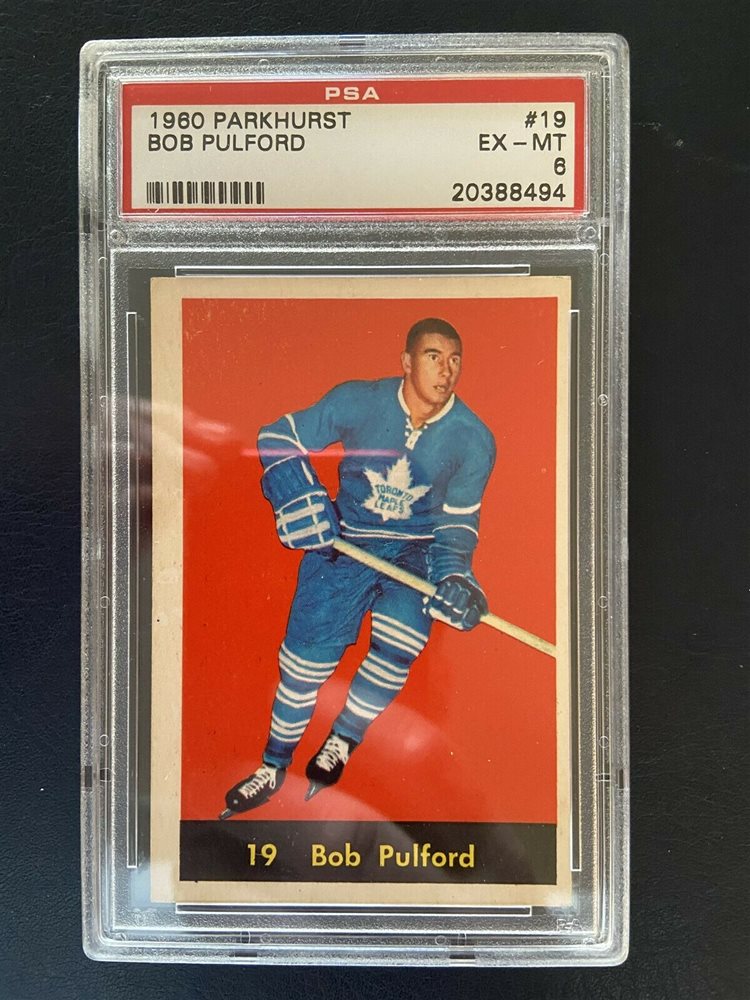 PSA
1960 PARKHURST #19
BOB PULFORD EX - MT
6
20388494
TORONTO
MAPLE
LEAFS
19 Bob Pulford